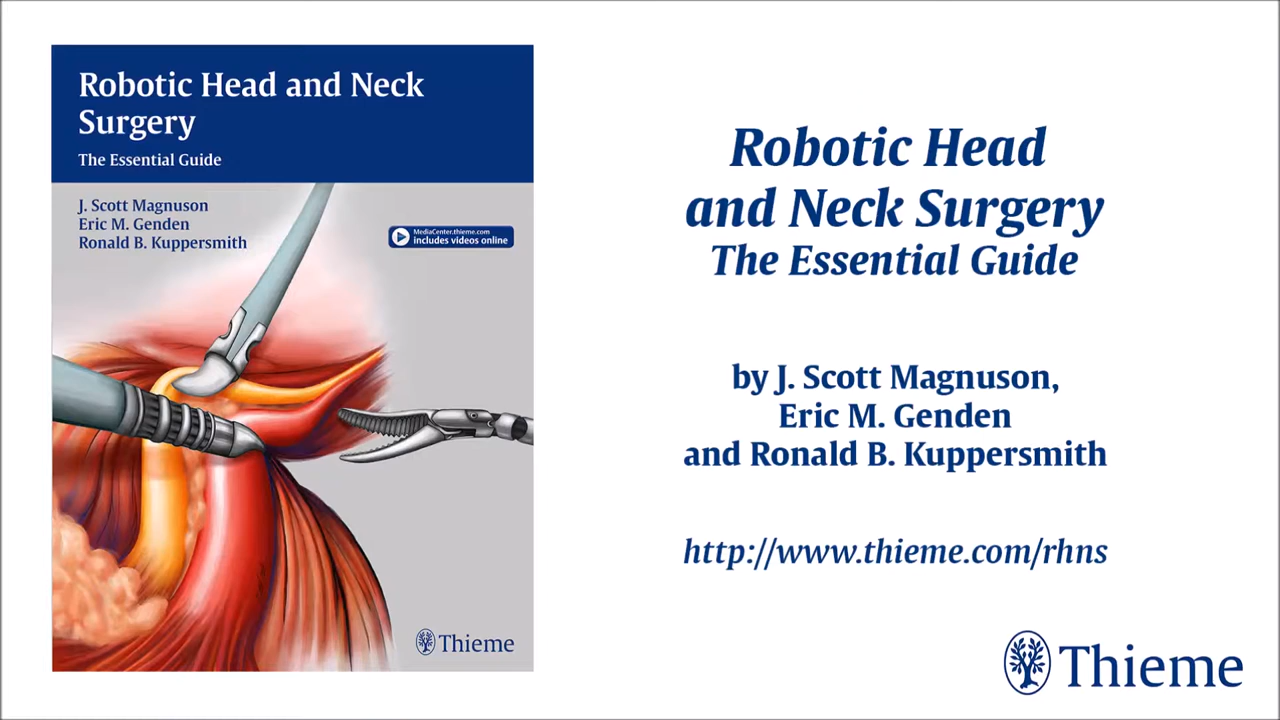 Robotic Head and Neck
Surgery
The Essential Guide
J. Scott Magnuson
Eric M. Genden
Ronald B. Kuppersmith
MediaCenter.thieme.com
includes videos online
Thieme
Robotic Head
and Neck Surgery
The Essential Guide
by J. Scott Magnuson,
Eric M. Genden
and Ronald B. Kuppersmith
http://www.thieme.com/rhns
Thieme